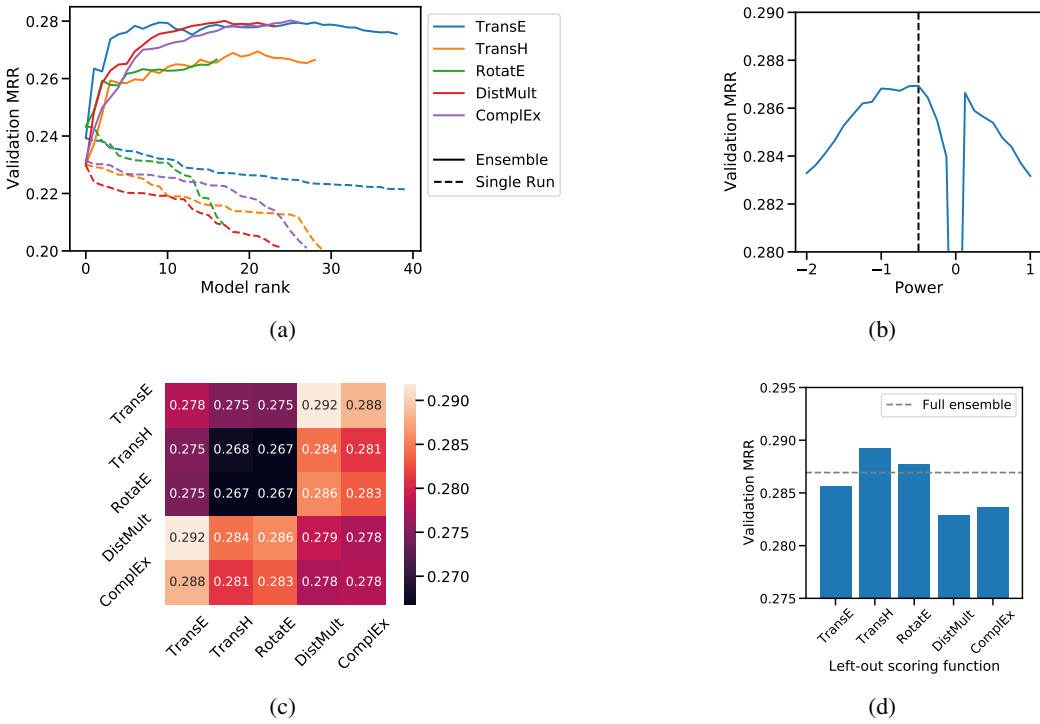 0.28
0.26
0.24
0.22
0.20
Validation MRR
0 10 20 30 40
Model rank
TransE
TransH
RotatE
DistMult
ComplEx
Ensemble
Single Run
(a)
0.290
0.288
0.286
0.284
0.282
0.280
Validation MRR
−2 −1 0 1
Power
(b)
TransE 0.278 0.275 0.275 0.292 0.288
TransH 0.275 0.268 0.267 0.284 0.281
RotatE 0.275 0.267 0.267 0.286 0.283
DistMult 0.292 0.284 0.286 0.279 0.278
ComplEx 0.288 0.281 0.283 0.278 0.278
TransE TransH RotatE DistMult ComplEx
0.290
0.285
0.280
0.275
0.270
(c)
0.295
0.290
0.285
0.280
0.275
Validation MRR
Full ensemble
TransE TransH RotatE DistMult ComplEx
Left-out scoring function
(d)